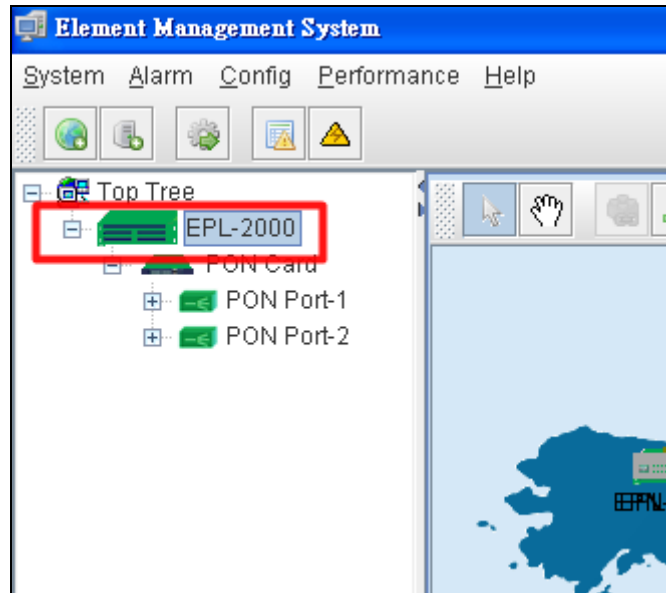 Element Management System
System Alarm Config Performance Help
Top Tree
EPL-2000
PON Card
PON Port-1
PON Port-2